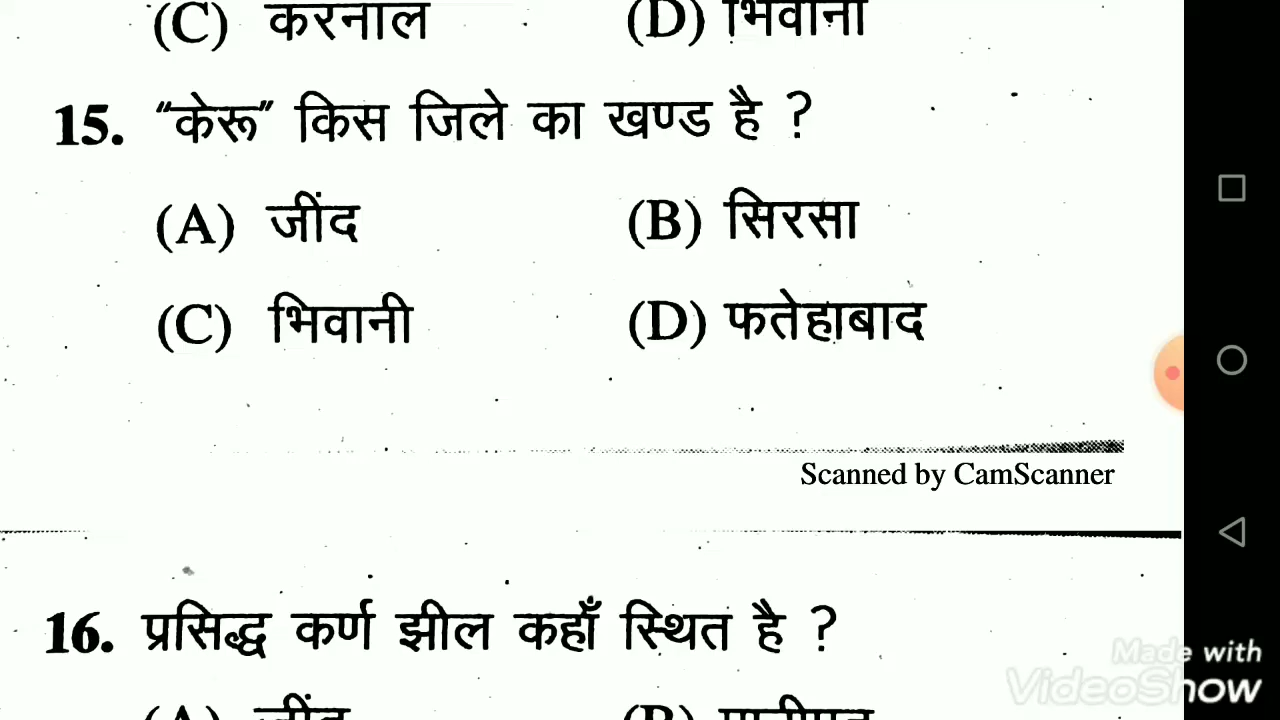 (C) करनाल (D) भिवानी
15. “केरू” किस जिले का खण्ड है ?
(A) जींद (B) सिरसा
(C) भिवानी (D) फतेहाबाद
Scanned by CamScanner
16. प्रसिद्ध कर्ण झील कहाँ स्थित है ?
(A) जींद (B)
Made with
VideoShow